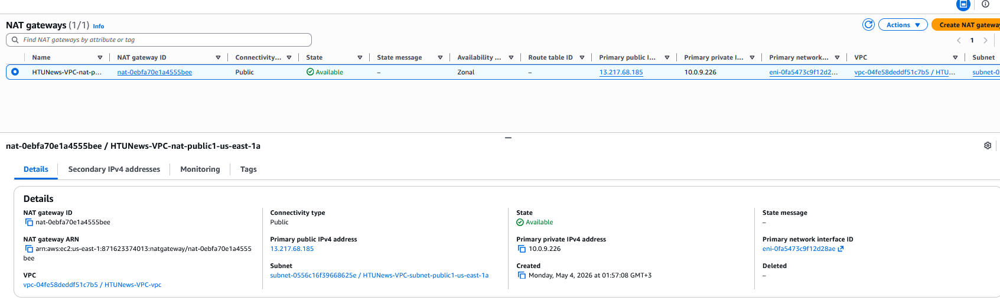 NAT gateways (1/1) Info
Actions
Create NAT gateway
Find NAT gateways by attribute or tag
1
Name NAT gateway ID Connectivity... State State message Availability ... Route table ID Primary public I... Primary private I... Primary network... VPC Subnet
HTUNews-VPC-nat-p... nat-0ebfa70e1a4555bee Public Available – Zonal – 13.217.68.185 10.0.9.226 eni-0fa5473c9f12d2... vpc-04fe58deddf51c7b5 / HTU... subnet-0
nat-0ebfa70e1a4555bee / HTUNews-VPC-nat-public1-us-east-1a
Details Secondary IPv4 addresses Monitoring Tags
Details
NAT gateway ID
nat-0ebfa70e1a4555bee
NAT gateway ARN
arn:aws:ec2:us-east-1:871623374013:natgateway/nat-0ebfa70e1a4555
bee
VPC
vpc-04fe58deddf51c7b5 / HTUNews-VPC-vpc
Connectivity type
Public
Primary public IPv4 address
13.217.68.185
Subnet
subnet-0556c16f39668625e / HTUNews-VPC-subnet-public1-us-east-1a
State
Available
Primary private IPv4 address
10.0.9.226
Created
Monday, May 4, 2026 at 01:57:08 GMT+3
State message
–
Primary network interface ID
eni-0fa5473c9f12d28ae
Deleted
–